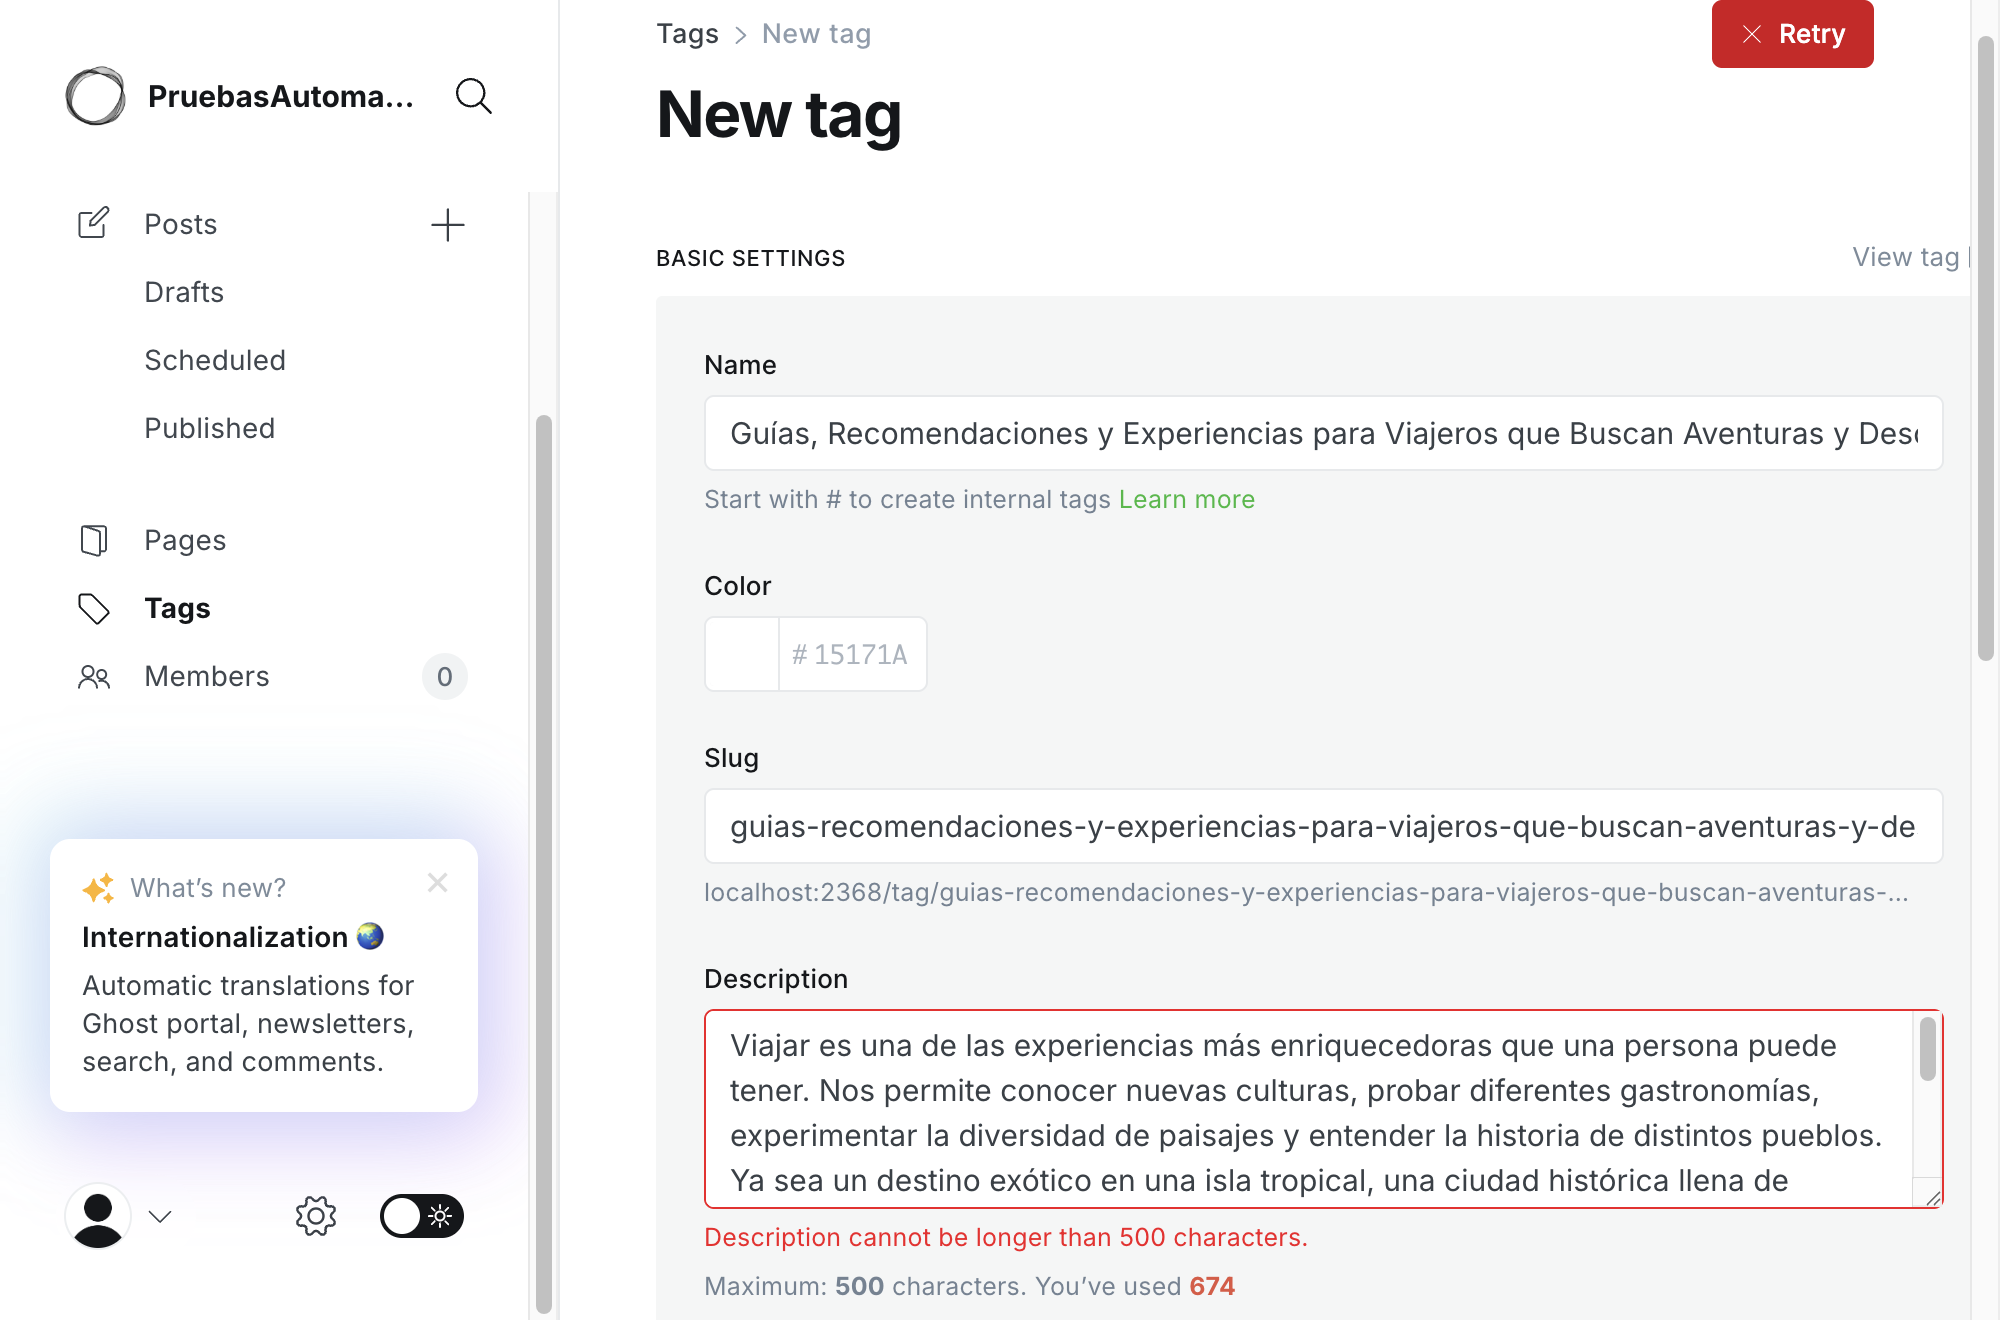 PruebasAutoma...
Posts
Drafts
Scheduled
Published
Pages
Tags
Members
0
What’s new?
Internationalization
Automatic translations for
Ghost portal, newsletters,
search, and comments.
Tags > New tag
Retry
New tag
BASIC SETTINGS
View tag
Name
Guías, Recomendaciones y Experiencias para Viajeros que Buscan Aventuras y Des
Start with # to create internal tags Learn more
Color
# 15171A
Slug
guias-recomendaciones-y-experiencias-para-viajeros-que-buscan-aventuras-y-de
localhost:2368/tag/guias-recomendaciones-y-experiencias-para-viajeros-que-buscan-aventuras-...
Description
Viajar es una de las experiencias más enriquecedoras que una persona puede
tener. Nos permite conocer nuevas culturas, probar diferentes gastronomías,
experimentar la diversidad de paisajes y entender la historia de distintos pueblos.
Ya sea un destino exótico en una isla tropical, una ciudad histórica llena de
Description cannot be longer than 500 characters.
Maximum: 500 characters. You’ve used 674